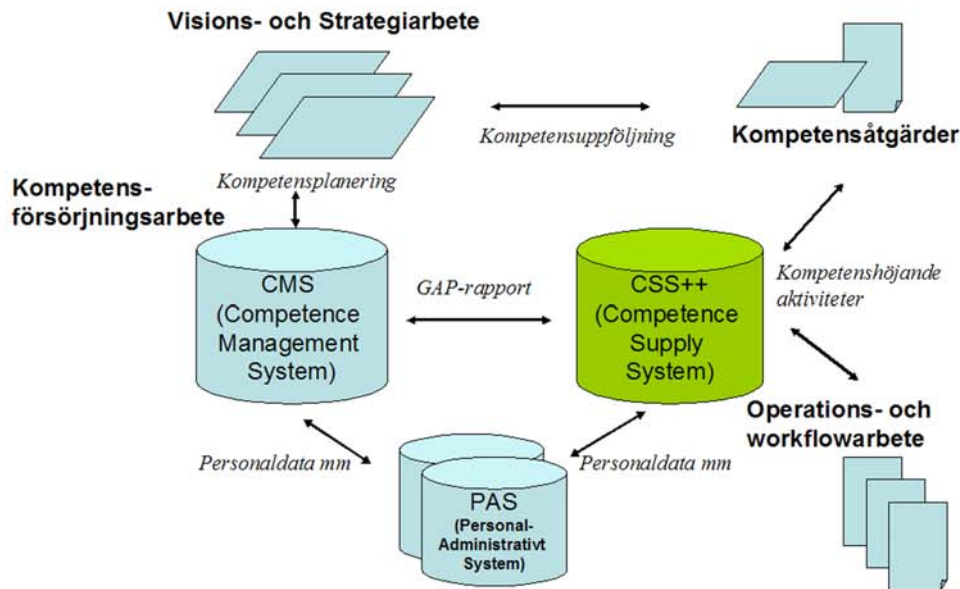 Visions- och Strategiarbete
Kompetensuppföljning
Kompetensåtgärder
Kompetensplanering
Kompetens-
försörjningsarbete
CMS
(Competence
Management
System)
GAP-rapport
CSS++
(Competence
Supply
System)
Kompetenshöjande
aktiviteter
Operations- och
workflowarbete
Personaldata mm
Personaldata mm
PAS
(Personal-
Administrativt
System)